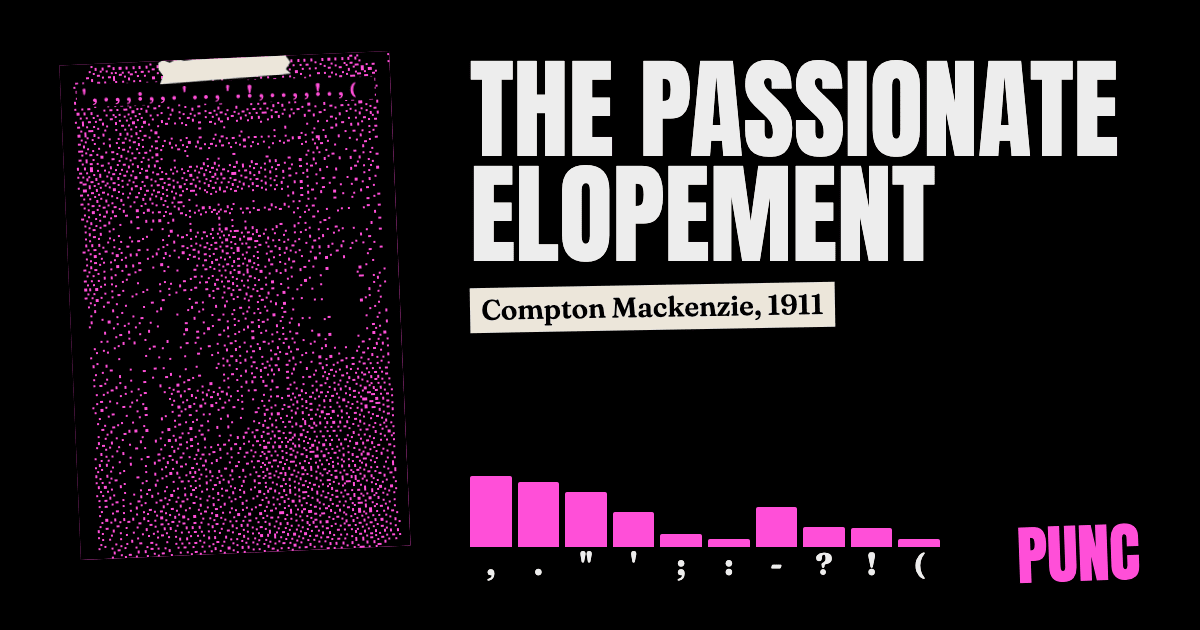 ' , . , , : , , . ' . , , ' . ! , . . , , ! . , (
THE PASSIONATE
ELOPEMENT
Compton Mackenzie, 1911
, . " ' ; : - ? ! (
PUNC